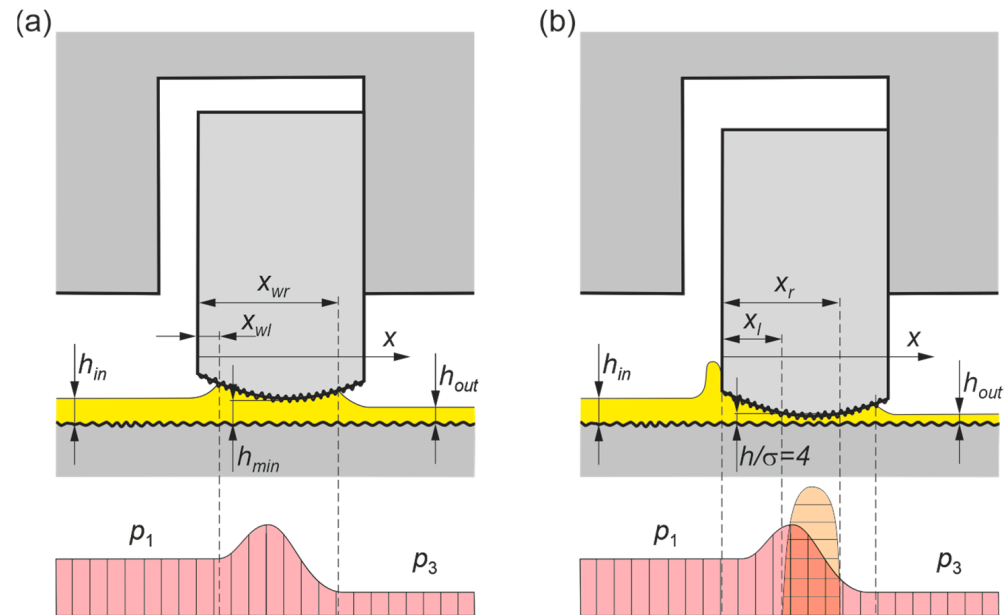 (a)
x_wr
x_wl
x
h_in
h_out
h_min
p_1
p_3
(b)
x_r
x_l
x
h_in
h_out
h/σ=4
p_1
p_3